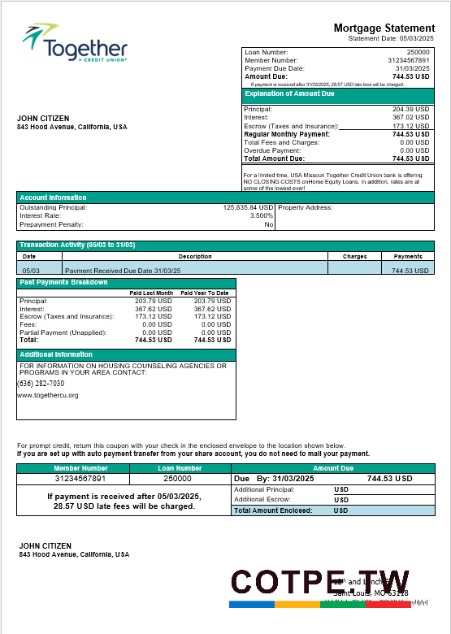 Together
CREDIT UNION
Mortgage Statement
Statement Date: 05/03/2025
Loan Number: 250000
Member Number: 31234567891
Payment Due Date: 31/03/2025
Amount Due: 744.53 USD
If payment is received after 31/03/2025, 28.57 USD late fees will be charged.
Explanation of Amount Due
Principal: 204.39 USD
Interest: 367.02 USD
Escrow (Taxes and Insurance): 173.12 USD
Regular Monthly Payment: 744.53 USD
Total Fees and Charges: 0.00 USD
Overdue Payment: 0.00 USD
Total Amount Due: 744.53 USD
For a limited time, USA Missouri Together Credit Union bank is offering
NO CLOSING COSTS onHome Equity Loans. In addition, rates are at
some of the lowest ever!
JOHN CITIZEN
843 Hood Avenue, California, USA
Account Information
Outstanding Principal: 125,835.84 USD
Interest Rate: 3.500%
Prepayment Penalty: No
Property Address:
Transaction Activity (05/03 to 31/03)
Date Description Charges Payments
05/03 Payment Received Due Date 31/03/25 744.53 USD
Past Payments Breakdown
Paid Last Month Paid Year To Date
Principal: 203.79 USD 203.79 USD
Interest: 367.62 USD 367.62 USD
Escrow (Taxes and Insurance): 173.12 USD 173.12 USD
Fees: 0.00 USD 0.00 USD
Partial Payment (Unapplied): 0.00 USD 0.00 USD
Total: 744.53 USD 744.53 USD
Additional Information
FOR INFORMATION ON HOUSING COUNSELING AGENCIES OR
PROGRAMS IN YOUR AREA CONTACT:
(636) 282-7030
www.togethercu.org
For prompt credit, return this coupon with your check in the enclosed envelope to the location shown below.
If you are set up with auto payment transfer from your share account, you do not need to mail your payment.
Member Number Loan Number Amount Due
31234567891 250000 Due By: 31/03/2025 744.53 USD
If payment is received after 05/03/2025,
28.57 USD late fees will be charged.
Additional Principal: USD
Additional Escrow: USD
Total Amount Enclosed: USD
JOHN CITIZEN
843 Hood Avenue, California, USA
COTPE.TW
Saint Louis, MO 63118